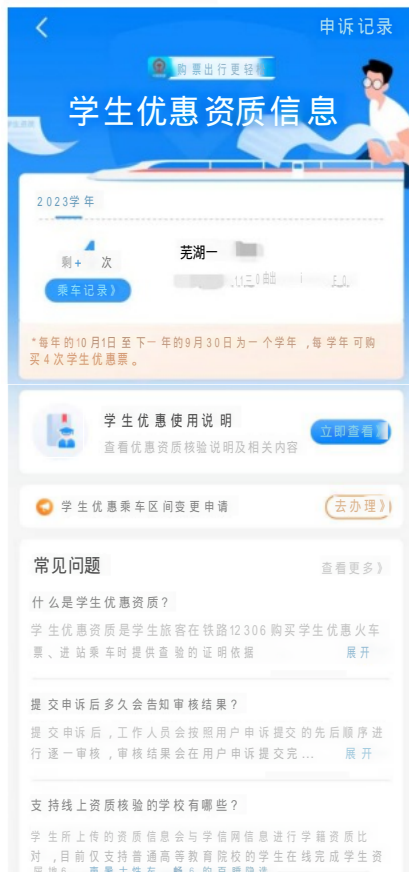 申诉记录
购票出行更轻
学生优惠资质信息
2023学年
剩 4 次
芜湖一
乘车记录》
*每年的10月1日至下一年的9月30日为一个学年,每学年可购
买4次学生优惠票。
学生优惠使用说明
立即查看
查看优惠资质核验说明及相关内容
学生优惠乘车区间变更申请
去办理》
常见问题
查看更多》
什么是学生优惠资质?
学生优惠资质是学生旅客在铁路12306购买学生优惠火车
票、进站乘车时提供查验的证明依据 展开
提交申诉后多久会告知审核结果?
提交申诉后,工作人员会按照用户申诉提交的先后顺序进
行逐一审核,审核结果会在用户申诉提交完... 展开
支持线上资质核验的学校有哪些?
学生所上传的资质信息会与学信网信息进行学籍资质比
对,目前仅支持普通高等教育院校的学生在线完成学生资